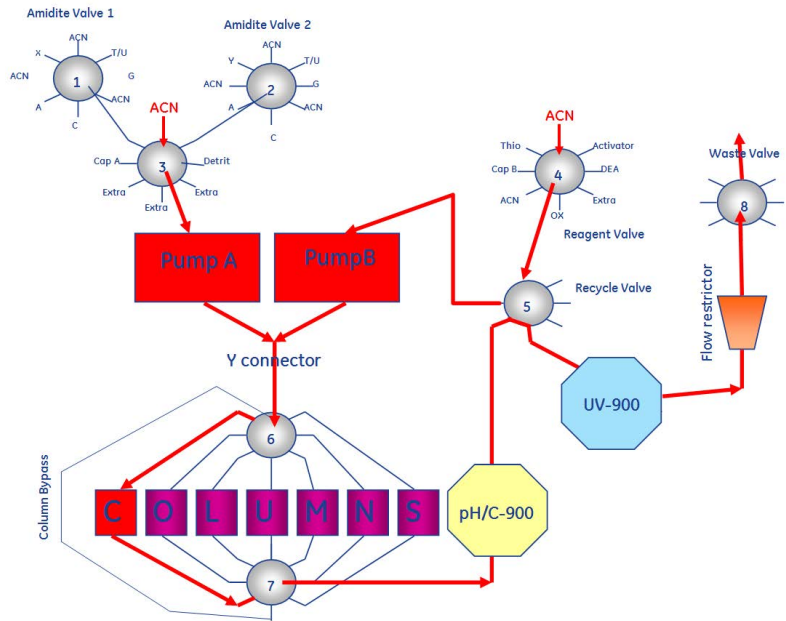 Amidite Valve 1
Amidite Valve 2
ACN
X
T/U
ACN
1
G
A
ACN
C
ACN
Y
T/U
ACN
2
G
A
ACN
C
ACN
3
Cap A
Detrit
Extra
Extra
Extra
ACN
Thio
Activator
Cap B
4
DEA
ACN
Extra
OX
Reagent Valve
Waste Valve
8
Pump A
PumpB
Recycle Valve
5
Flow restrictor
Y connector
UV-900
6
Column Bypass
C O L U M N S
pH/C-900
7